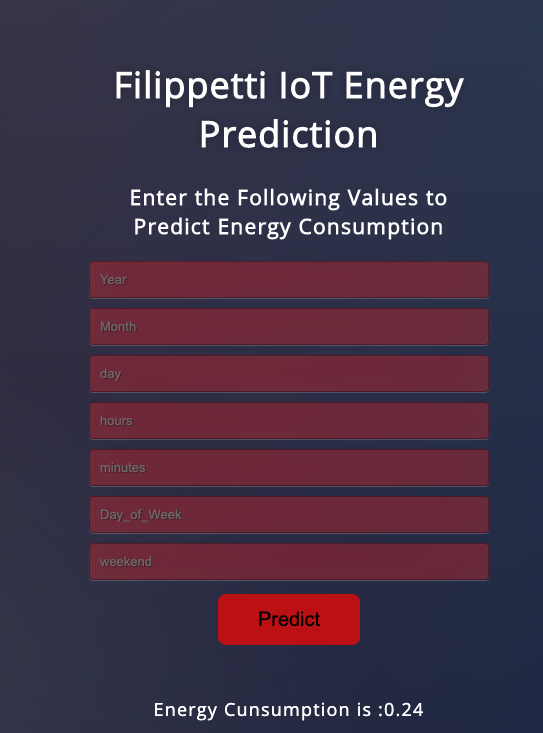 Filippetti IoT Energy
Prediction
Enter the Following Values to
Predict Energy Consumption
Year
Month
day
hours
minutes
Day_of_Week
weekend
Predict
Energy Cunsumption is :0.24